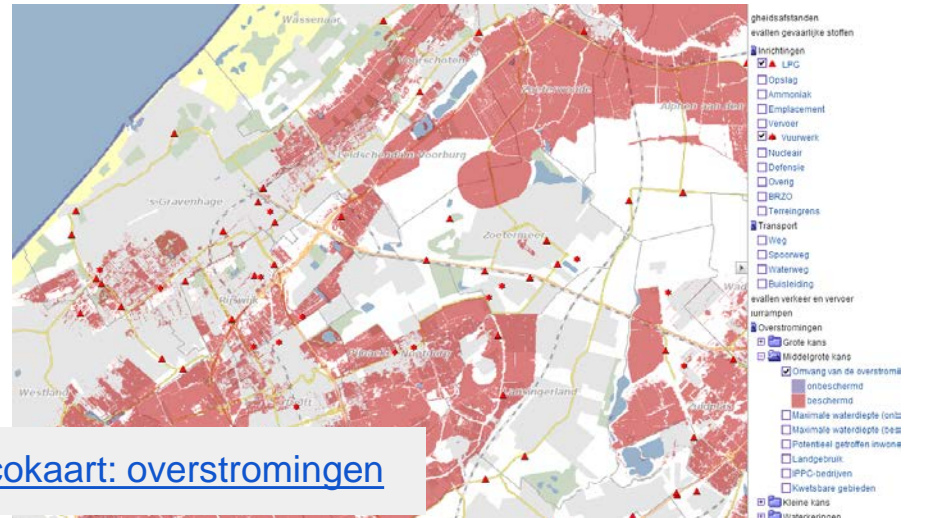 Wassenaar
Voorschoten
Zoeterwoude
Alphen aan den
Leidschendam-Voorburg
's-Gravenhage
Zoetermeer
Rijswijk
Wad
Pijnacker-Nootdorp
Westland
Lansingerland
Delft
Zuidplas
cokaart: overstromingen
gheidsafstanden
evallen gevaarlijke stoffen
Inrichtingen
LPG
Opslag
Ammoniak
Emplacement
Vervoer
Vuurwerk
Nucleair
Defensie
Overig
BRZO
Terreingrens
Transport
Weg
Spoorweg
Waterweg
Buisleiding
evallen verkeer en vervoer
uurrampen
Overstromingen
Grote kans
Middelgrote kans
Omvang van de overstromi
onbeschermd
beschermd
Maximale waterdiepte (onbe
Maximale waterdiepte (besc
Potentieel getroffen inwone
Landgebruik
IPPC-bedrijven
Kwetsbare gebieden
Kleine kans
Waterkeringen